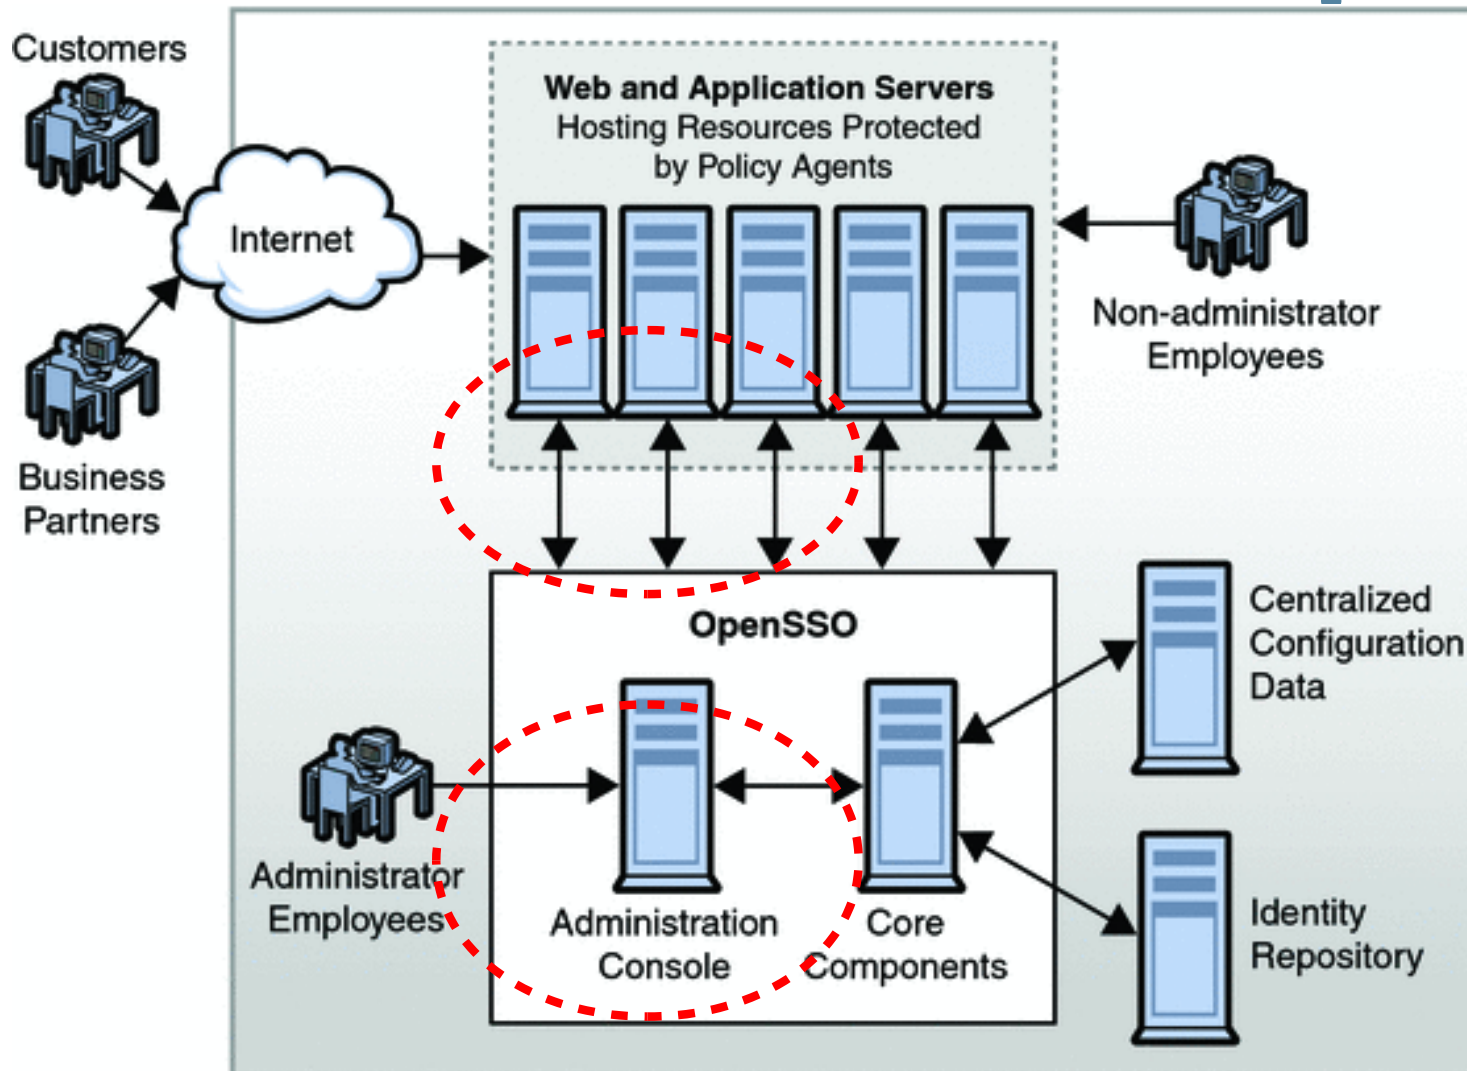 Customers
Web and Application Servers
Hosting Resources Protected
by Policy Agents
Internet
Non-administrator
Employees
Business
Partners
OpenSSO
Centralized
Configuration
Data
Administrator
Employees
Administration
Console
Core
Components
Identity
Repository